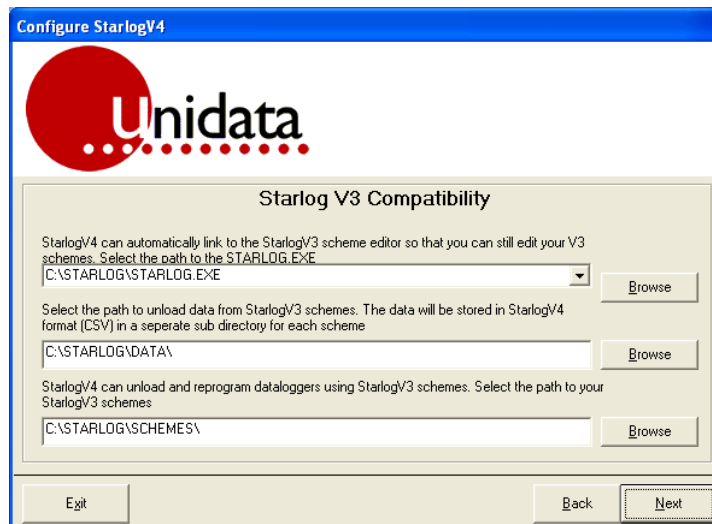 Configure StarlogV4
Unidata
Starlog V3 Compatibility
StarlogV4 can automatically link to the StarlogV3 scheme editor so that you can still edit your V3
schemes. Select the path to the STARLOG.EXE
C:\STARLOG\STARLOG.EXE
Browse
Select the path to unload data from StarlogV3 schemes. The data will be stored in StarlogV4
format (CSV) in a seperate sub directory for each scheme
C:\STARLOG\DATA\
Browse
StarlogV4 can unload and reprogram dataloggers using StarlogV3 schemes. Select the path to your
StarlogV3 schemes
C:\STARLOG\SCHEMES\
Browse
Exit Back Next